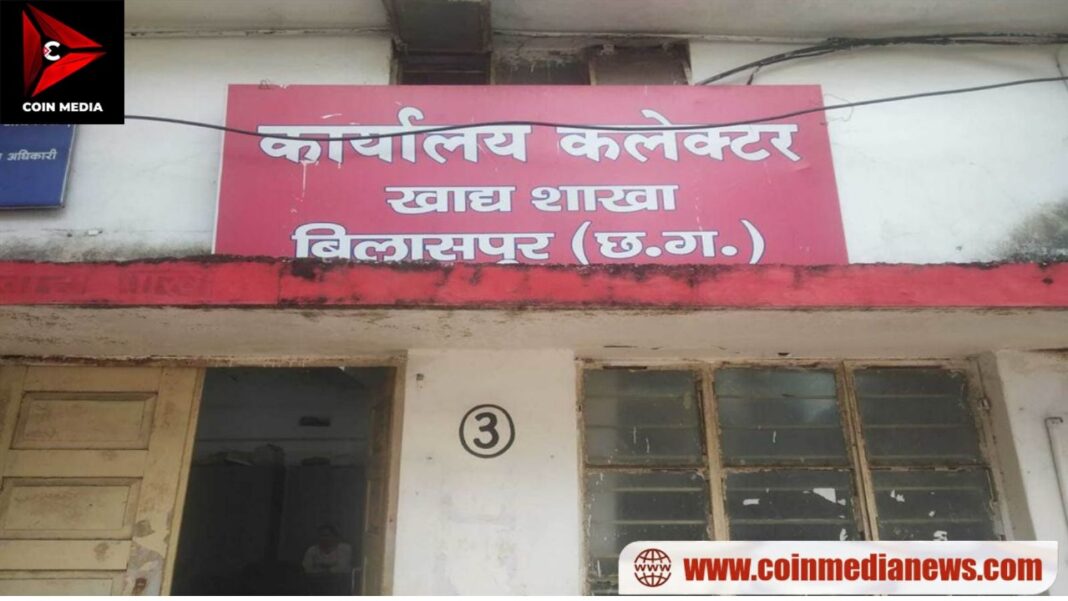 COIN MEDIA
अधिकारी
कार्यालय कलेक्टर
खाद्य शाखा
बिलासपुर (छ.ग.)
3
www.coinmedianews.com